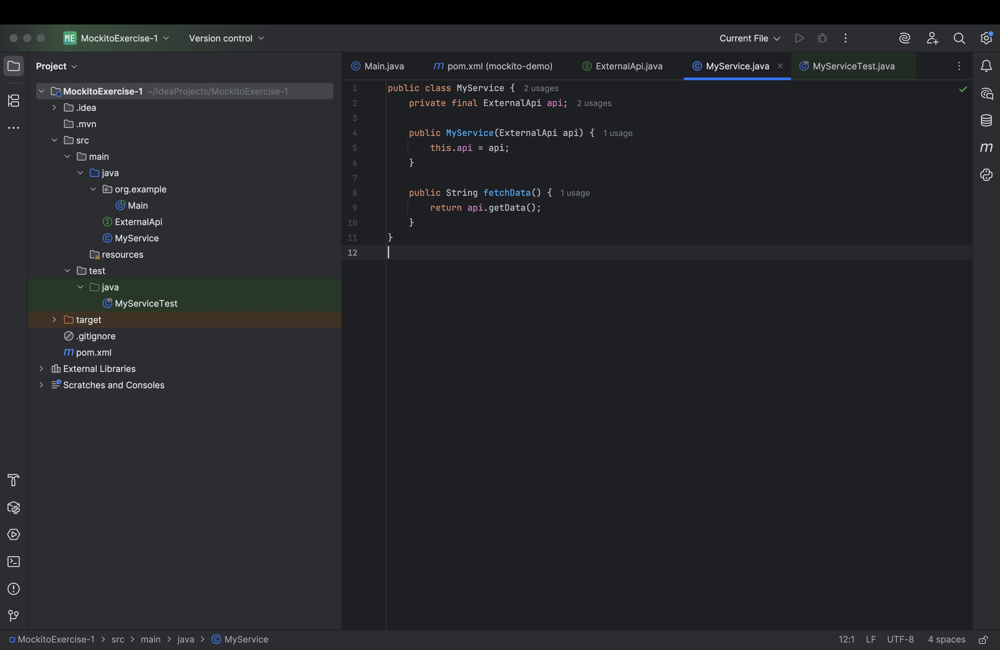 ME MockitoExercise-1 Version control Current File
Project
Main.java
m pom.xml (mockito-demo)
ExternalApi.java
MyService.java
MyServiceTest.java
MockitoExercise-1 ~/IdeaProjects/MockitoExercise-1
.idea
.mvn
src
main
java
org.example
Main
ExternalApi
MyService
resources
test
java
MyServiceTest
target
.gitignore
m pom.xml
External Libraries
Scratches and Consoles
1 public class MyService { 2 usages
2 private final ExternalApi api; 2 usages
3
4 public MyService(ExternalApi api) { 1 usage
5 this.api = api;
6 }
7
8 public String fetchData() { 1 usage
9 return api.getData();
10 }
11 }
12
m
MockitoExercise-1 > src > main > java > MyService
12:1 LF UTF-8 4 spaces